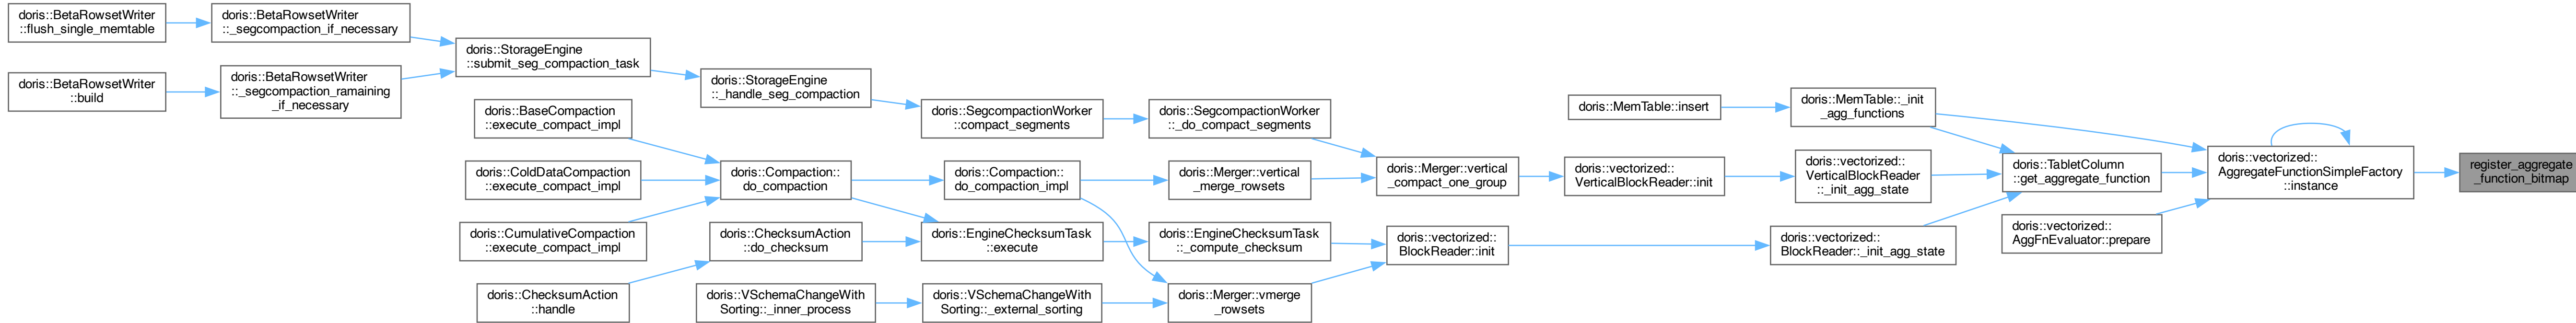 doris::BetaRowsetWriter
::flush_single_memtable
doris::BetaRowsetWriter
::_segcompaction_if_necessary
doris::BetaRowsetWriter
::build
doris::BetaRowsetWriter
::_segcompaction_ramaining
_if_necessary
doris::StorageEngine
::submit_seg_compaction_task
doris::StorageEngine
::_handle_seg_compaction
doris::BaseCompaction
::execute_compact_impl
doris::ColdDataCompaction
::execute_compact_impl
doris::CumulativeCompaction
::execute_compact_impl
doris::ChecksumAction
::handle
doris::Compaction::
do_compaction
doris::ChecksumAction
::do_checksum
doris::VSchemaChangeWith
Sorting::_inner_process
doris::SegcompactionWorker
::compact_segments
doris::Compaction::
do_compaction_impl
doris::EngineChecksumTask
::execute
doris::VSchemaChangeWith
Sorting::_external_sorting
doris::SegcompactionWorker
::_do_compact_segments
doris::Merger::vertical
_merge_rowsets
doris::EngineChecksumTask
::_compute_checksum
doris::Merger::vmerge
_rowsets
doris::Merger::vertical
_compact_one_group
doris::vectorized::
BlockReader::init
doris::MemTable::insert
doris::vectorized::
VerticalBlockReader::init
doris::MemTable::_init
_agg_functions
doris::vectorized::
VerticalBlockReader
::_init_agg_state
doris::vectorized::
BlockReader::_init_agg_state
doris::TabletColumn
::get_aggregate_function
doris::vectorized::
AggFnEvaluator::prepare
doris::vectorized::
AggregateFunctionSimpleFactory
::instance
register_aggregate
_function_bitmap